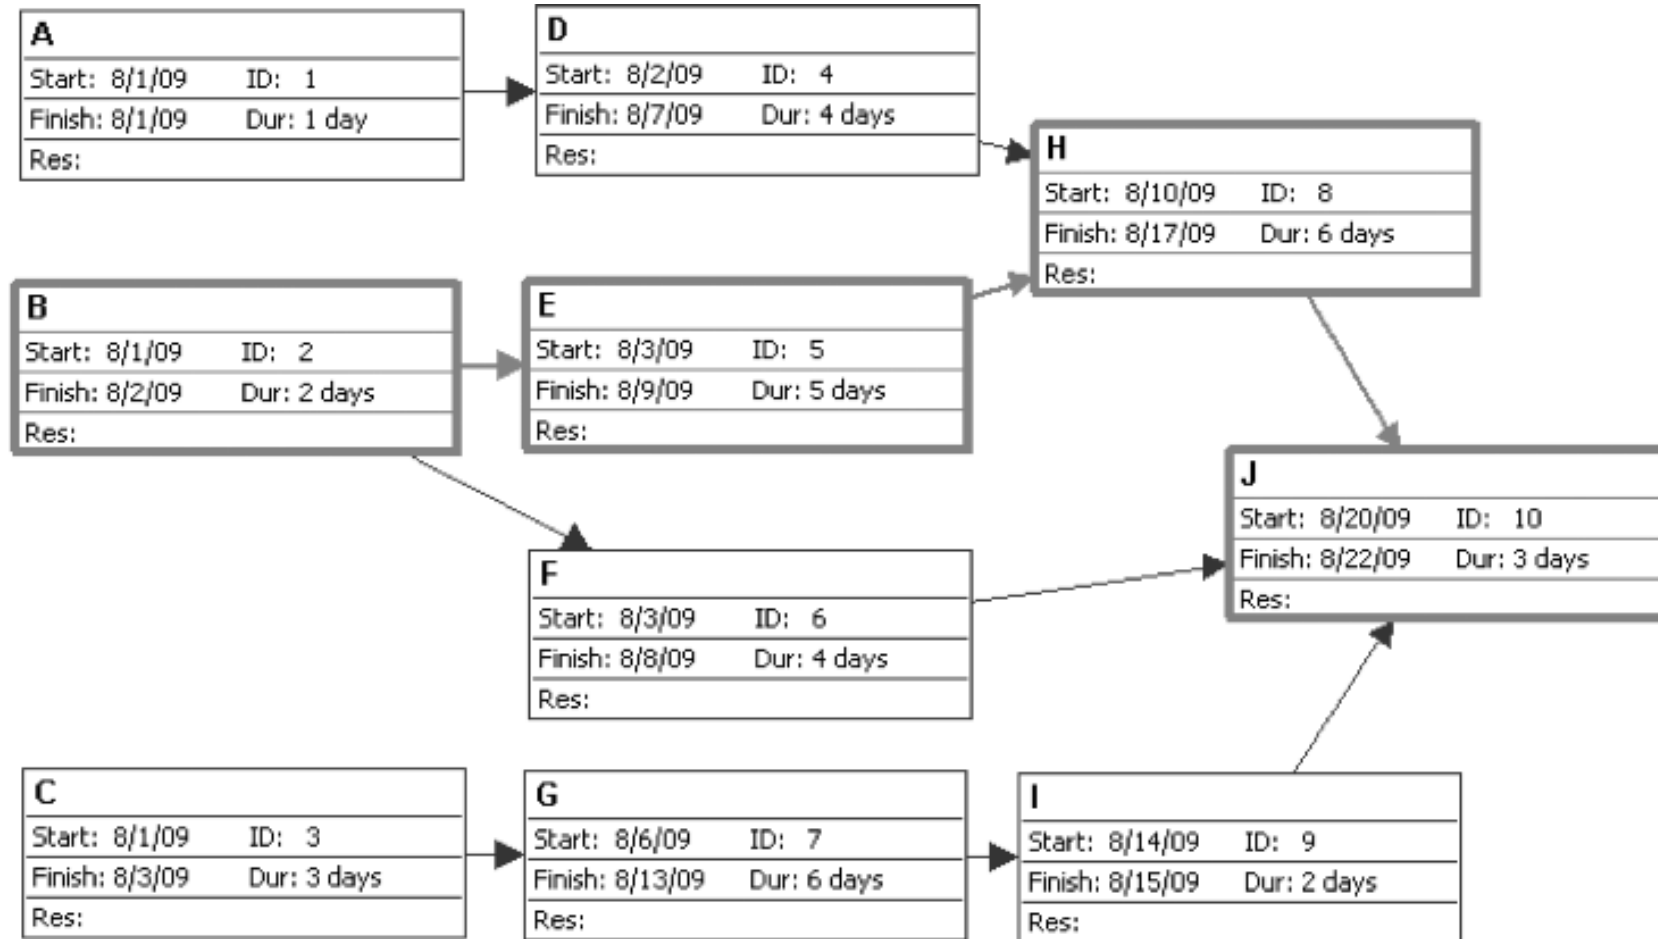 A
Start: 8/1/09 ID: 1
Finish: 8/1/09 Dur: 1 day
Res:
D
Start: 8/2/09 ID: 4
Finish: 8/7/09 Dur: 4 days
Res:
H
Start: 8/10/09 ID: 8
Finish: 8/17/09 Dur: 6 days
Res:
B
Start: 8/1/09 ID: 2
Finish: 8/2/09 Dur: 2 days
Res:
E
Start: 8/3/09 ID: 5
Finish: 8/9/09 Dur: 5 days
Res:
J
Start: 8/20/09 ID: 10
Finish: 8/22/09 Dur: 3 days
Res:
F
Start: 8/3/09 ID: 6
Finish: 8/8/09 Dur: 4 days
Res:
C
Start: 8/1/09 ID: 3
Finish: 8/3/09 Dur: 3 days
Res:
G
Start: 8/6/09 ID: 7
Finish: 8/13/09 Dur: 6 days
Res:
I
Start: 8/14/09 ID: 9
Finish: 8/15/09 Dur: 2 days
Res: